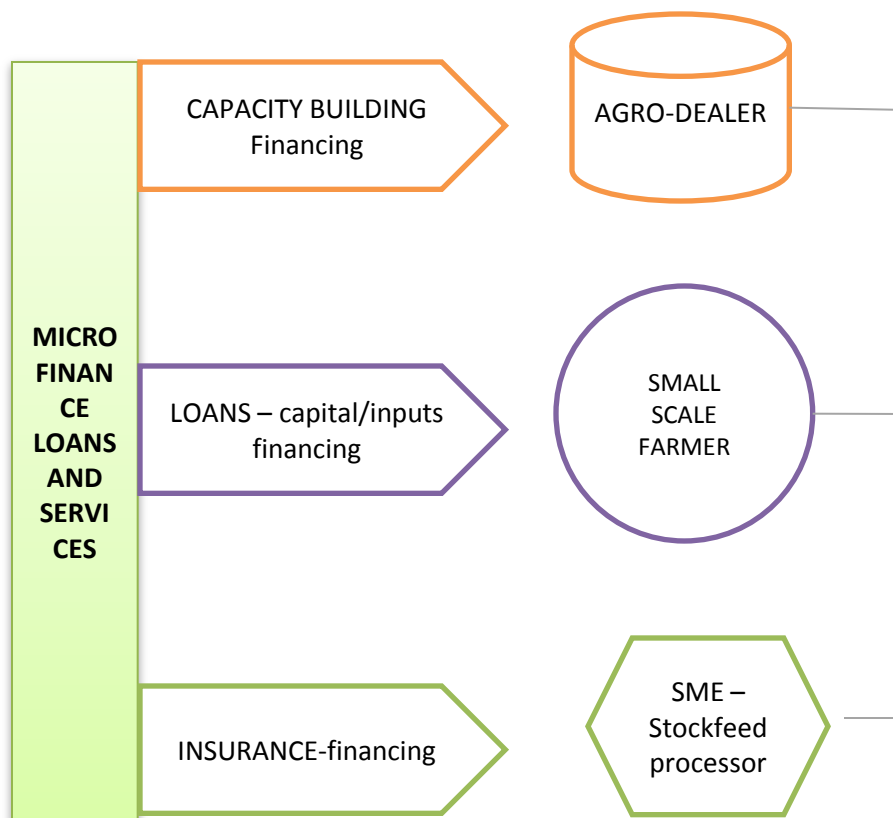 CAPACITY BUILDING
Financing
AGRO-DEALER
MICRO
FINAN
CE
LOANS
AND
SERVI
CES
LOANS – capital/inputs
financing
SMALL
SCALE
FARMER
INSURANCE-financing
SME –
Stockfeed
processor